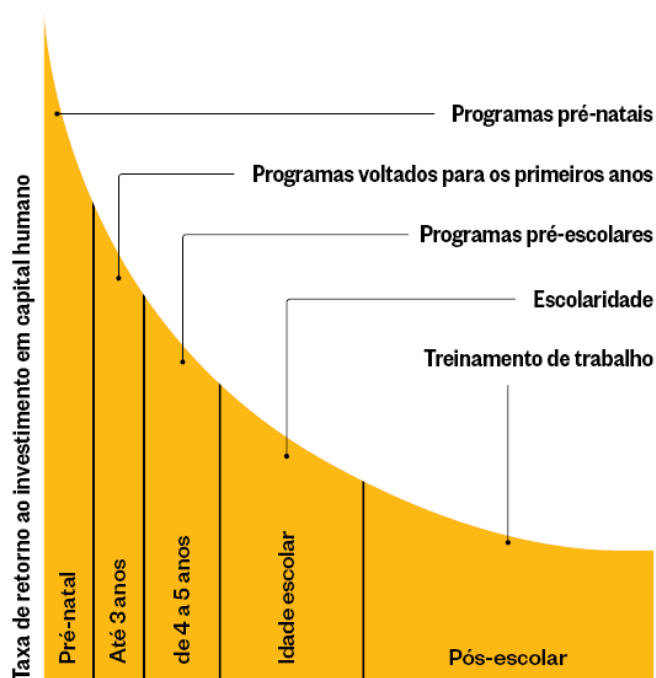 Programas pré-natais
Programas voltados para os primeiros anos
Programas pré-escolares
Escolaridade
Treinamento de trabalho
Taxa de retorno ao investimento em capital humano
Pré-natal
Até 3 anos
de 4 a 5 anos
Idade escolar
Pós-escolar